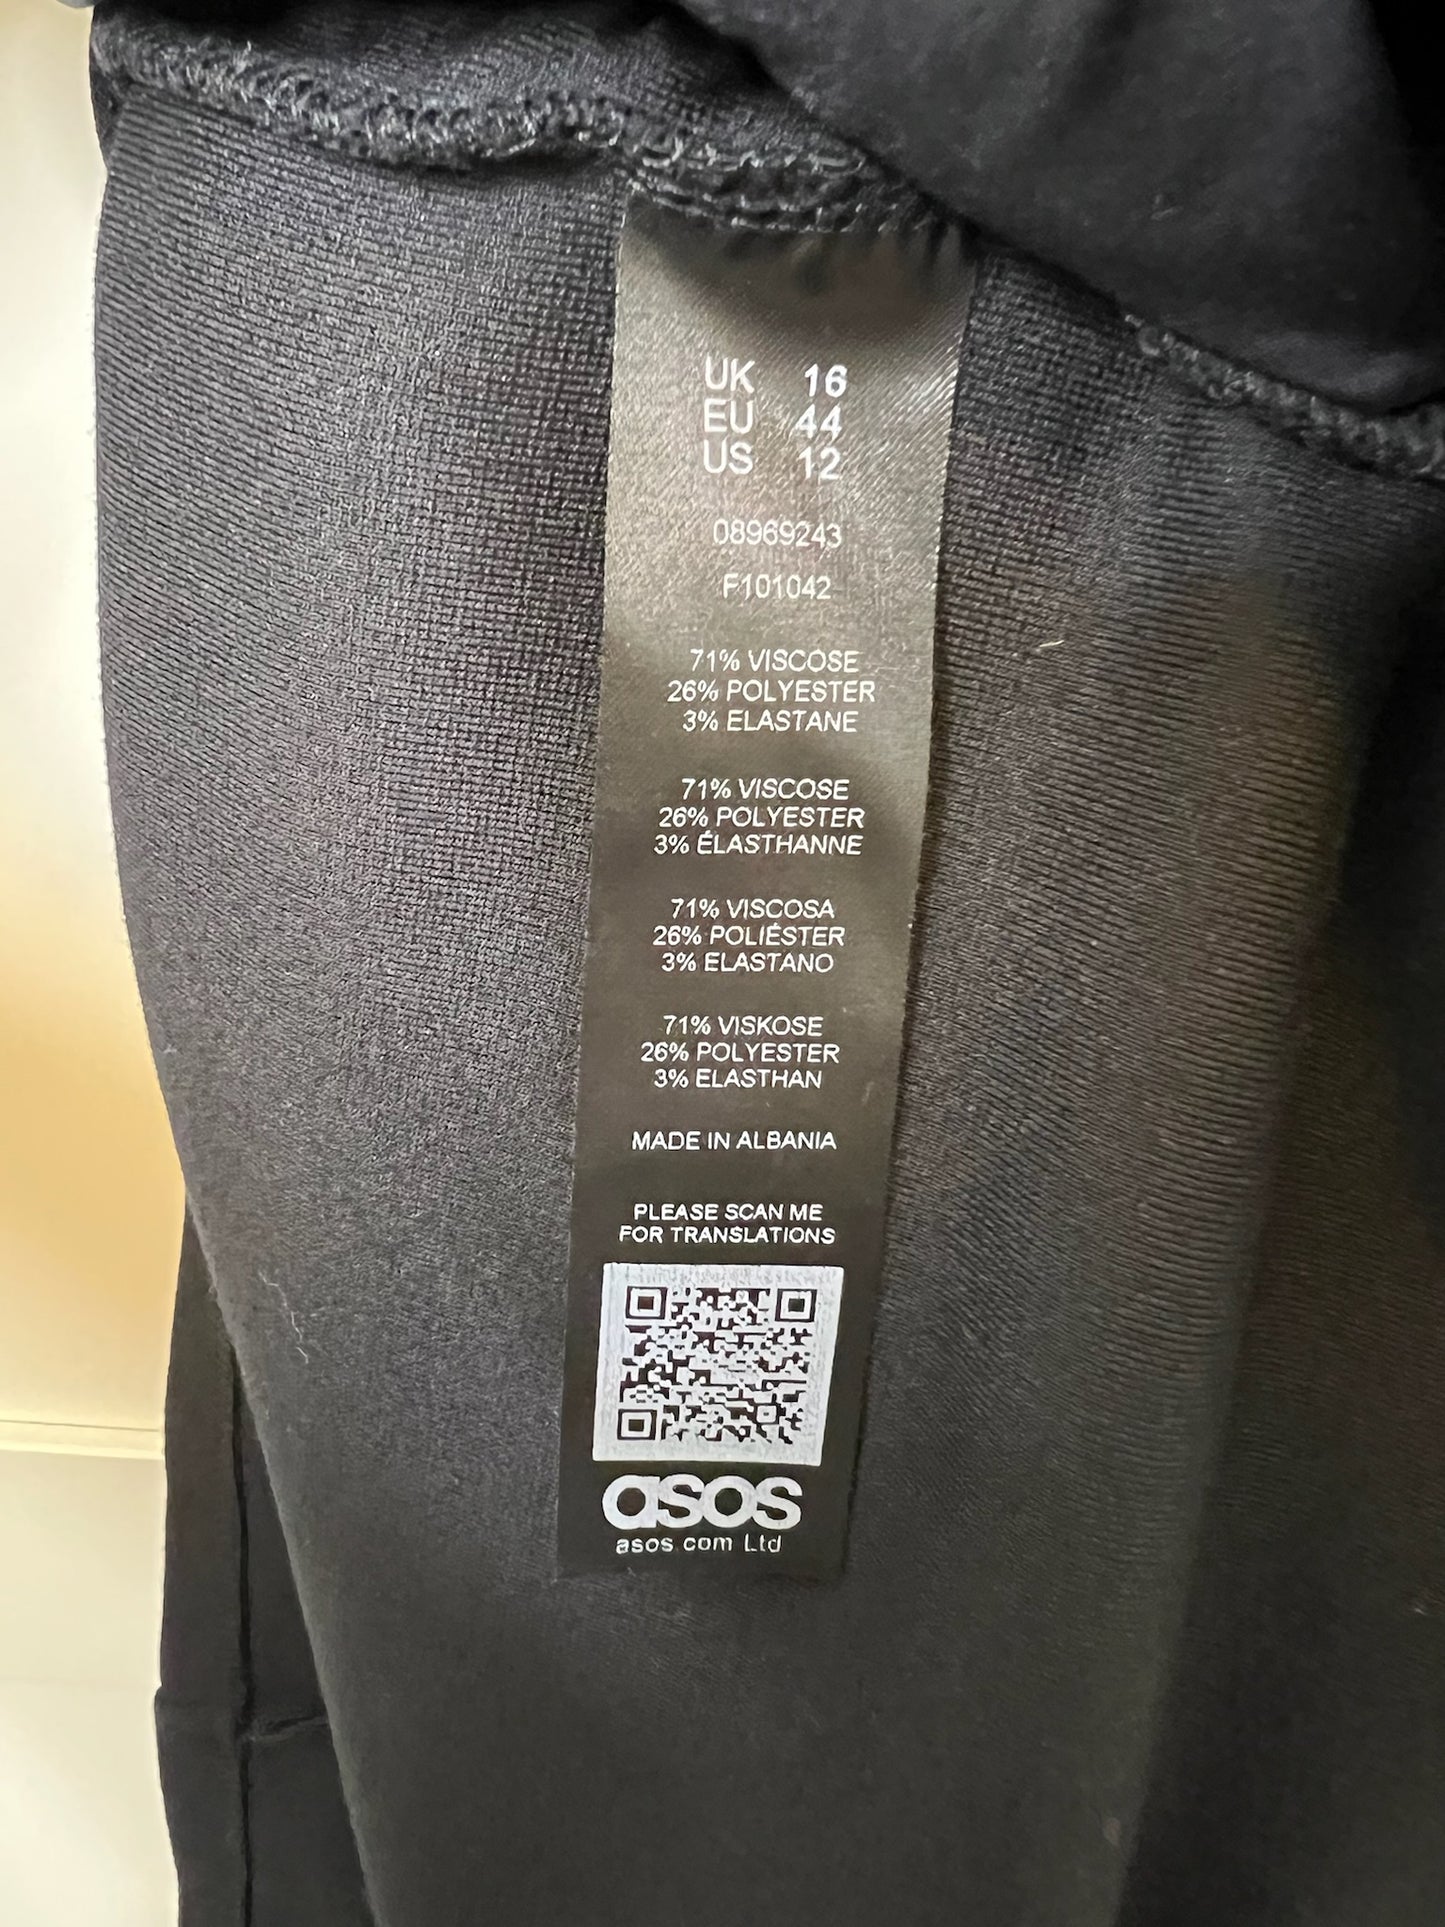 UK 16
EU 44
US 12
08969243
F101042
71% VISCOSE
26% POLYESTER
3% ELASTANE
71% VISCOSE
26% POLYESTER
3% ÉLASTHANNE
71% VISCOSA
26% POLIÉSTER
3% ELASTANO
71% VISKOSE
26% POLYESTER
3% ELASTHAN
MADE IN ALBANIA
PLEASE SCAN ME
FOR TRANSLATIONS
asos
asos.com Ltd